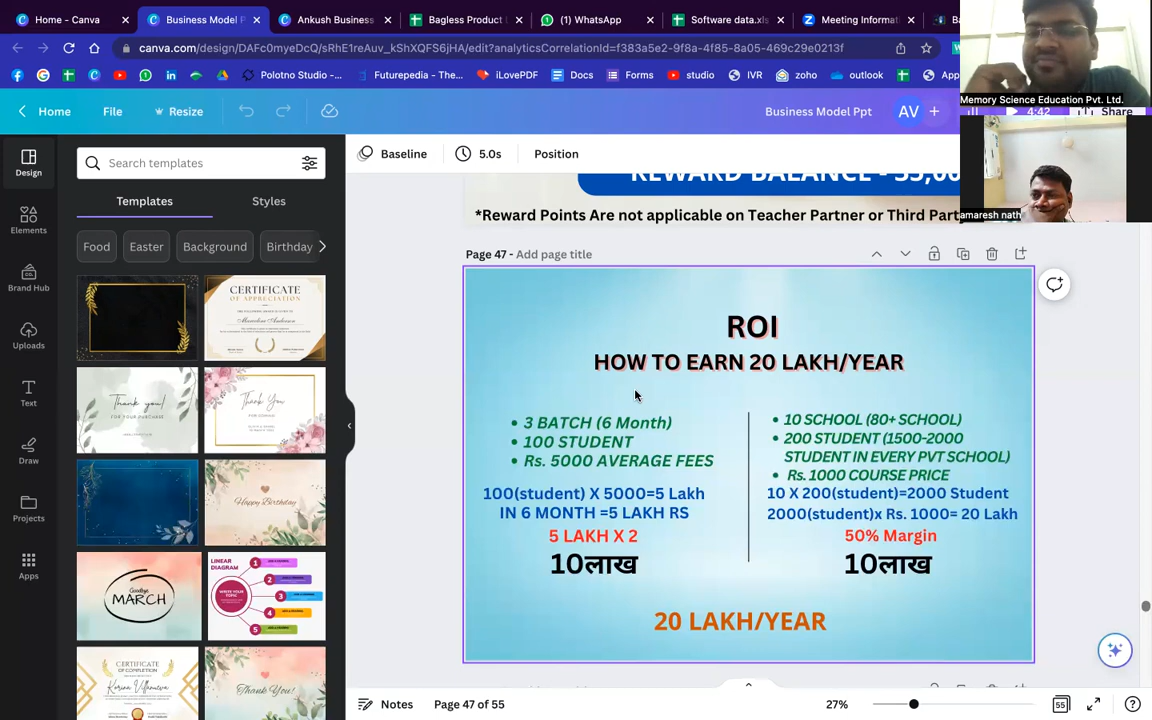 Home - Canva
Business Model P
Ankush Business
Bagless Product
(1) WhatsApp
Software data.xls
Meeting Informat
canva.com/design/DAFc0myeDcQ/sRhE1reAuv_kShXQFS6jHA/edit?analyticsCorrelationId=f383a5e2-9f8a-4f85-8a05-469c29e0213f
Polotno Studio -...
Futurepedia - The...
iLovePDF
Docs
Forms
studio
IVR
zoho
outlook
Memory Science Education Pvt. Ltd.
amaresh nath
Home
File
Resize
Business Model Ppt
AV
4:42
Share
Design
Elements
Brand Hub
Uploads
Text
Draw
Projects
Apps
Search templates
Templates
Styles
Food
Easter
Background
Birthday
CERTIFICATE
OF APPRECIATION
Thank you!
Thank You
Happy Birthday
MARCH
LINEAR
DIAGRAM
CERTIFICATE
OF COMPLETION
Thank You!
Baseline
5.0s
Position
REWARD BALANCE - 55,00
*Reward Points Are not applicable on Teacher Partner or Third Part
Page 47 - Add page title
ROI
HOW TO EARN 20 LAKH/YEAR
• 3 BATCH (6 Month)
• 100 STUDENT
• Rs. 5000 AVERAGE FEES
100(student) X 5000=5 Lakh
IN 6 MONTH =5 LAKH RS
5 LAKH X 2
10लाख
• 10 SCHOOL (80+ SCHOOL)
• 200 STUDENT (1500-2000
STUDENT IN EVERY PVT SCHOOL)
• Rs. 1000 COURSE PRICE
10 X 200(student)=2000 Student
2000(student)x Rs. 1000= 20 Lakh
50% Margin
10लाख
20 LAKH/YEAR
Notes
Page 47 of 55
27%
55